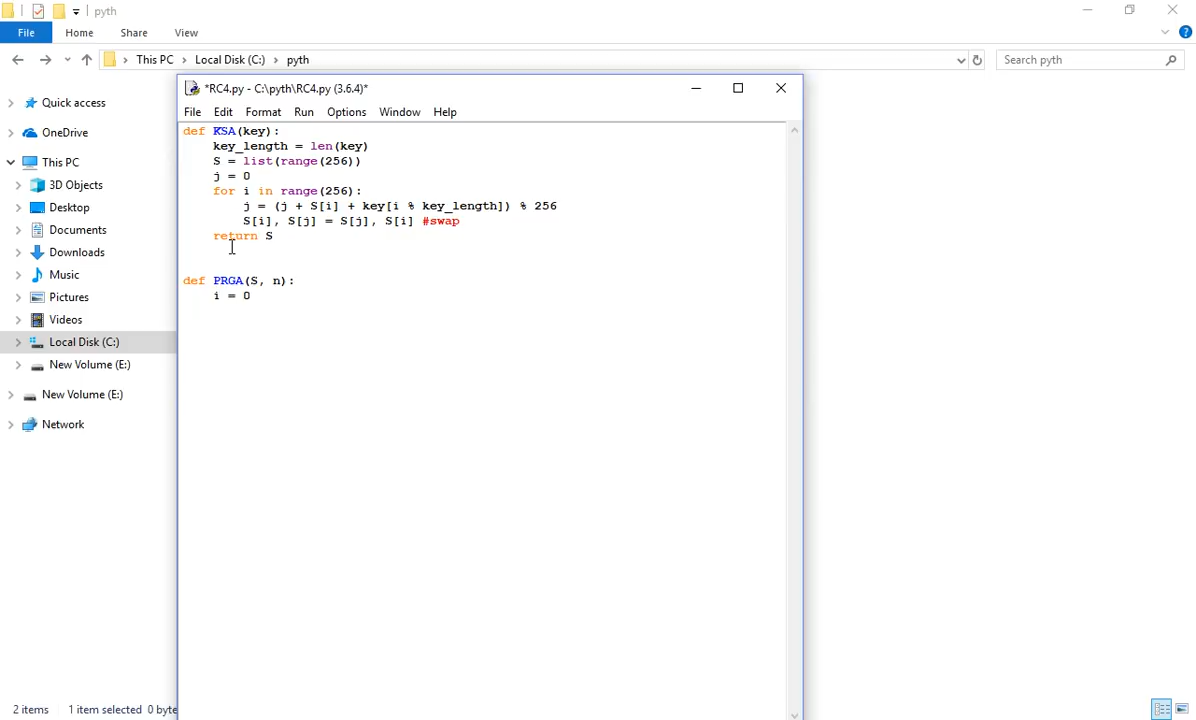 pyth
File Home Share View
This PC Local Disk (C:) pyth
Search pyth
Quick access
OneDrive
This PC
3D Objects
Desktop
Documents
Downloads
Music
Pictures
Videos
Local Disk (C:)
New Volume (E:)
New Volume (E:)
Network
2 items 1 item selected 0 byte
*RC4.py - C:\pyth\RC4.py (3.6.4)*
File Edit Format Run Options Window Help
def KSA(key):
    key_length = len(key)
    S = list(range(256))
    j = 0
    for i in range(256):
        j = (j + S[i] + key[i % key_length]) % 256
        S[i], S[j] = S[j], S[i] #swap
    return S
def PRGA(S, n):
    i = 0